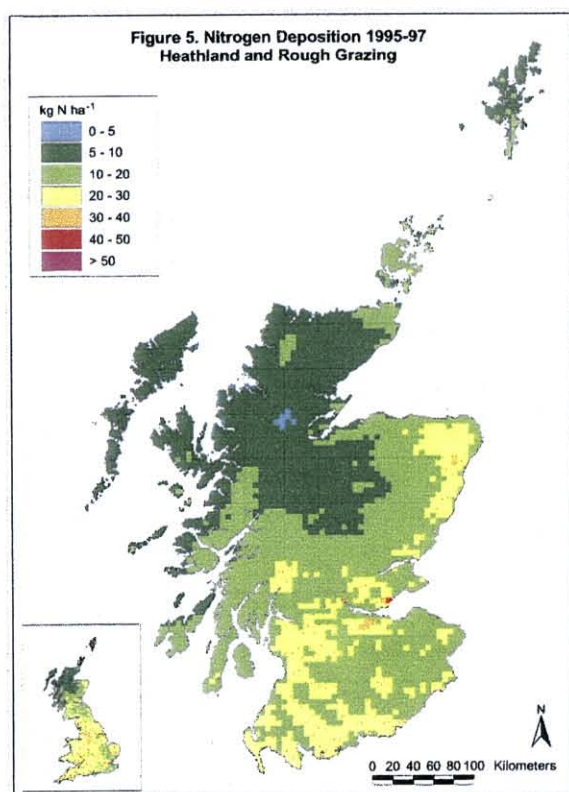 Figure 5. Nitrogen Deposition 1995-97
Heathland and Rough Grazing
kg N ha⁻¹
0 - 5
5 - 10
10 - 20
20 - 30
30 - 40
40 - 50
> 50
N
0 20 40 60 80 100 Kilometers